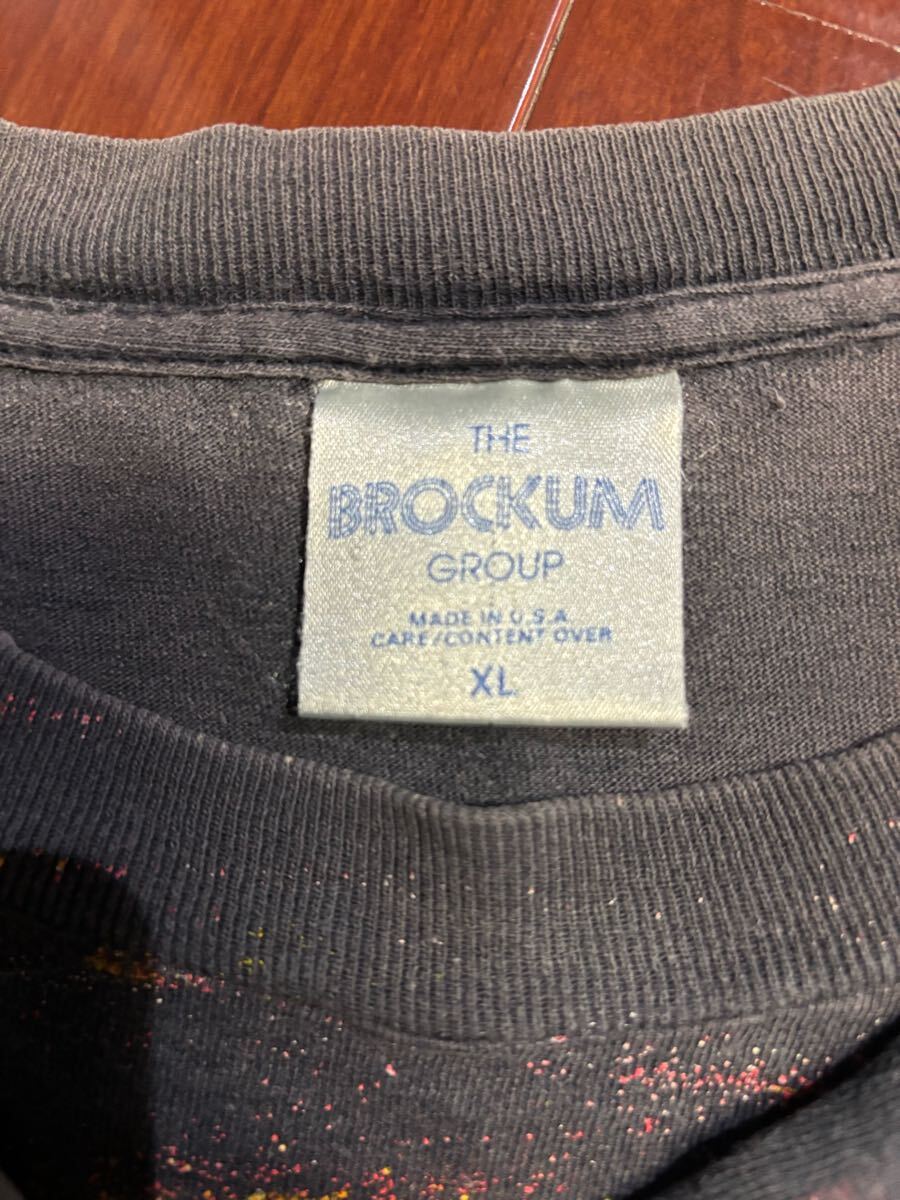 THE
BROCKUM
GROUP
MADE IN U.S.A
CARE/CONTENT OVER
XL